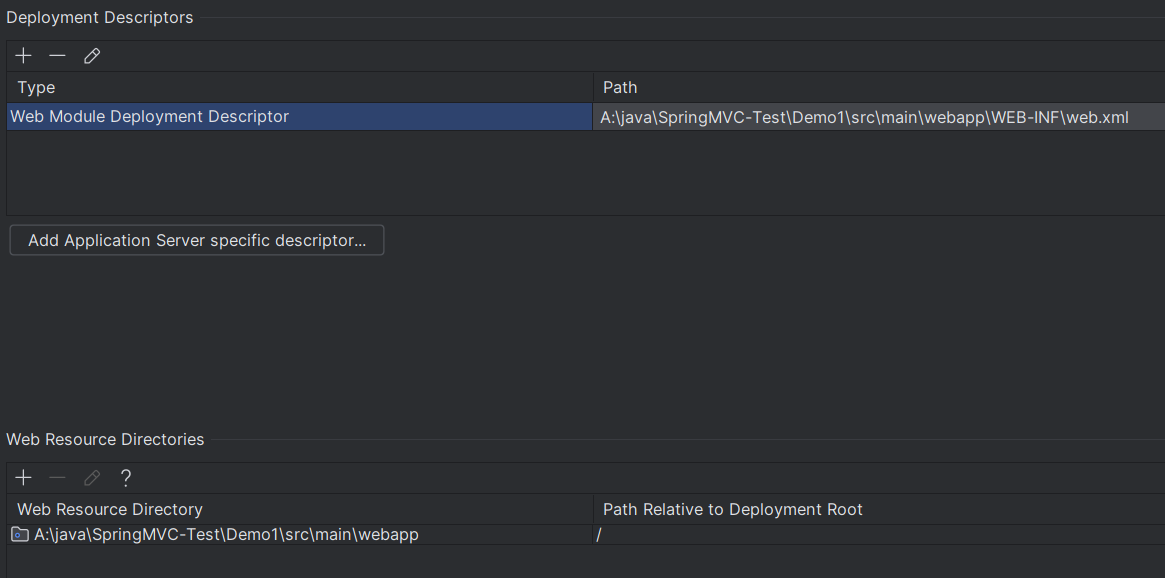 Deployment Descriptors
Type Path
Web Module Deployment Descriptor A:\java\SpringMVC-Test\Demo1\src\main\webapp\WEB-INF\web.xml
Add Application Server specific descriptor...
Web Resource Directories
?
Web Resource Directory Path Relative to Deployment Root
A:\java\SpringMVC-Test\Demo1\src\main\webapp /